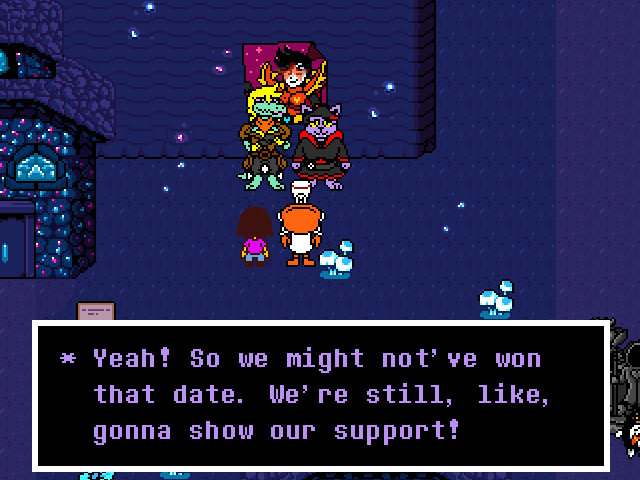 * Yeah! So we might not've won
that date. We're still, like,
gonna show our support!